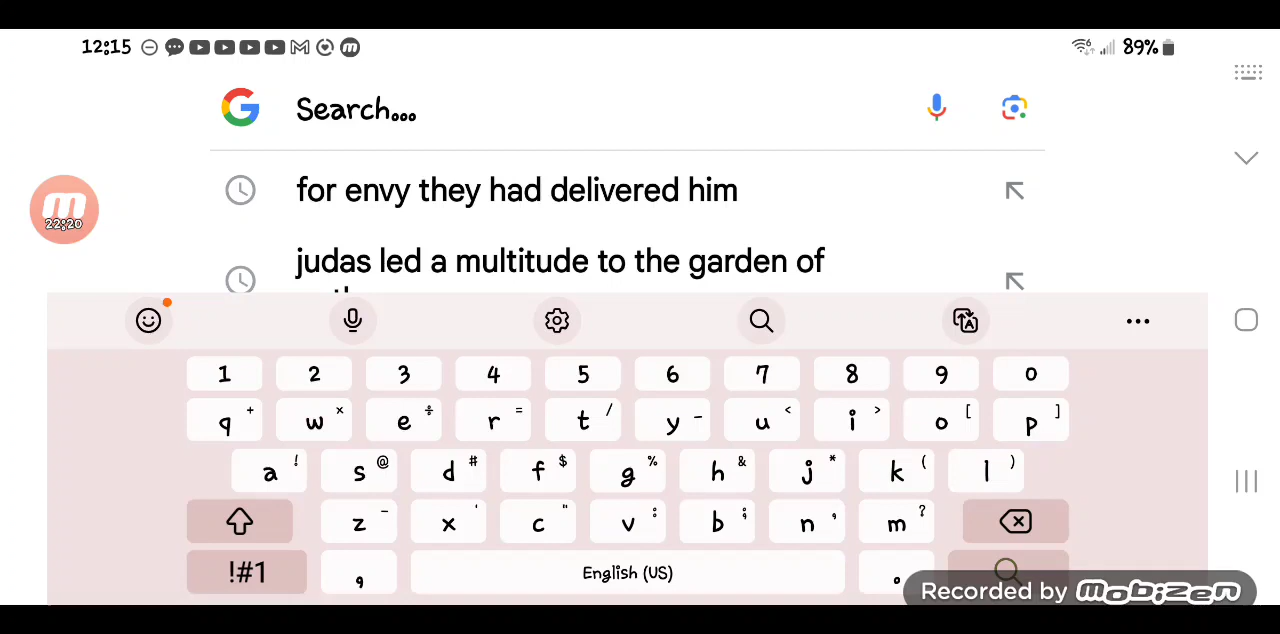 12:15 89%
Search...
for envy they had delivered him
22:20
judas led a multitude to the garden of
1 2 3 4 5 6 7 8 9 0
q + w × e ÷ r = t / y - u < i > o [ p ]
a ! s @ d # f $ g % h & j * k ( l )
z - x ' c " v : b ; n , m ?
!#1 , English (US) .
Recorded by mobizen